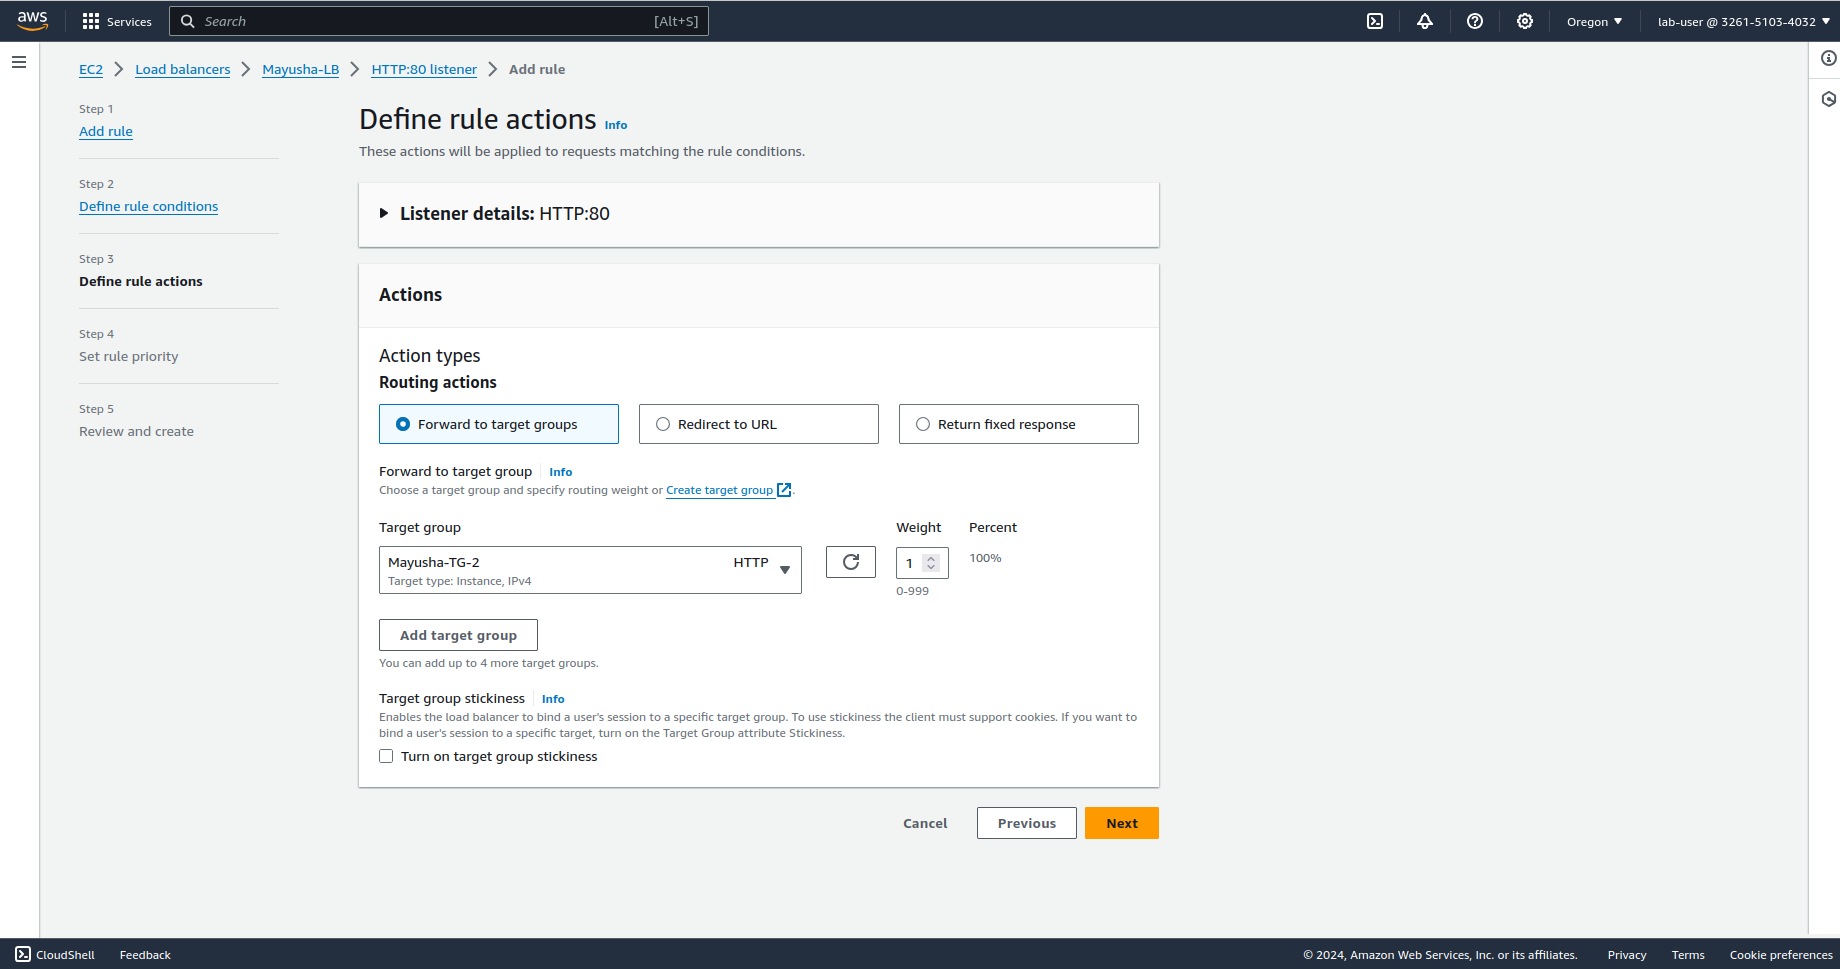 aws
Services
Search
[Alt+S]
Oregon
lab-user @ 3261-5103-4032
EC2
Load balancers
Mayusha-LB
HTTP:80 listener
Add rule
Step 1
Add rule
Step 2
Define rule conditions
Step 3
Define rule actions
Step 4
Set rule priority
Step 5
Review and create
Define rule actions Info
These actions will be applied to requests matching the rule conditions.
Listener details: HTTP:80
Actions
Action types
Routing actions
Forward to target groups
Redirect to URL
Return fixed response
Forward to target group Info
Choose a target group and specify routing weight or Create target group.
Target group
Weight
Percent
Mayusha-TG-2
HTTP
Target type: Instance, IPv4
1
100%
0-999
Add target group
You can add up to 4 more target groups.
Target group stickiness Info
Enables the load balancer to bind a user's session to a specific target group. To use stickiness the client must support cookies. If you want to
bind a user's session to a specific target, turn on the Target Group attribute Stickiness.
Turn on target group stickiness
Cancel
Previous
Next
CloudShell
Feedback
© 2024, Amazon Web Services, Inc. or its affiliates.
Privacy
Terms
Cookie preferences